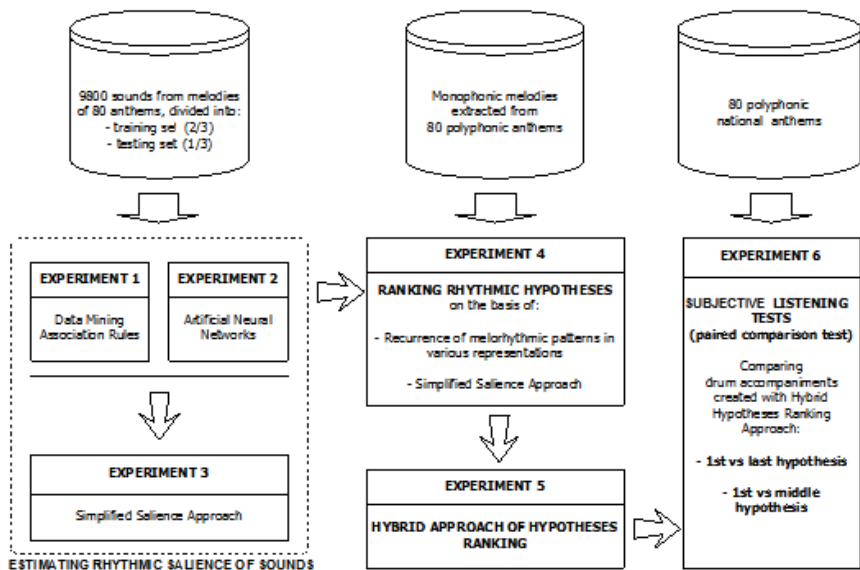 9800 sounds from melodies
of 80 anthems, divided into:
- training set (2/3)
- testing set (1/3)
Monophonic melodies
extracted from
80 polyphonic anthems
80 polyphonic
national anthems
EXPERIMENT 1
Data Mining
Association Rules
EXPERIMENT 2
Artificial Neural
Networks
EXPERIMENT 3
Simplified Salience Approach
ESTIMATING RHYTHMIC SALIENCE OF SOUNDS
EXPERIMENT 4
RANKING RHYTHMIC HYPOTHESES
on the basis of:
- Recurrence of melorhythmic patterns in
various representations
- Simplified Salience Approach
EXPERIMENT 5
HYBRID APPROACH OF HYPOTHESES
RANKING
EXPERIMENT 6
SUBJECTIVE LISTENING
TESTS
(paired comparison test)
Comparing
drum accompaniments
created with Hybrid
Hypotheses Ranking
Approach:
- 1st vs last hypothesis
- 1st vs middle
hypothesis